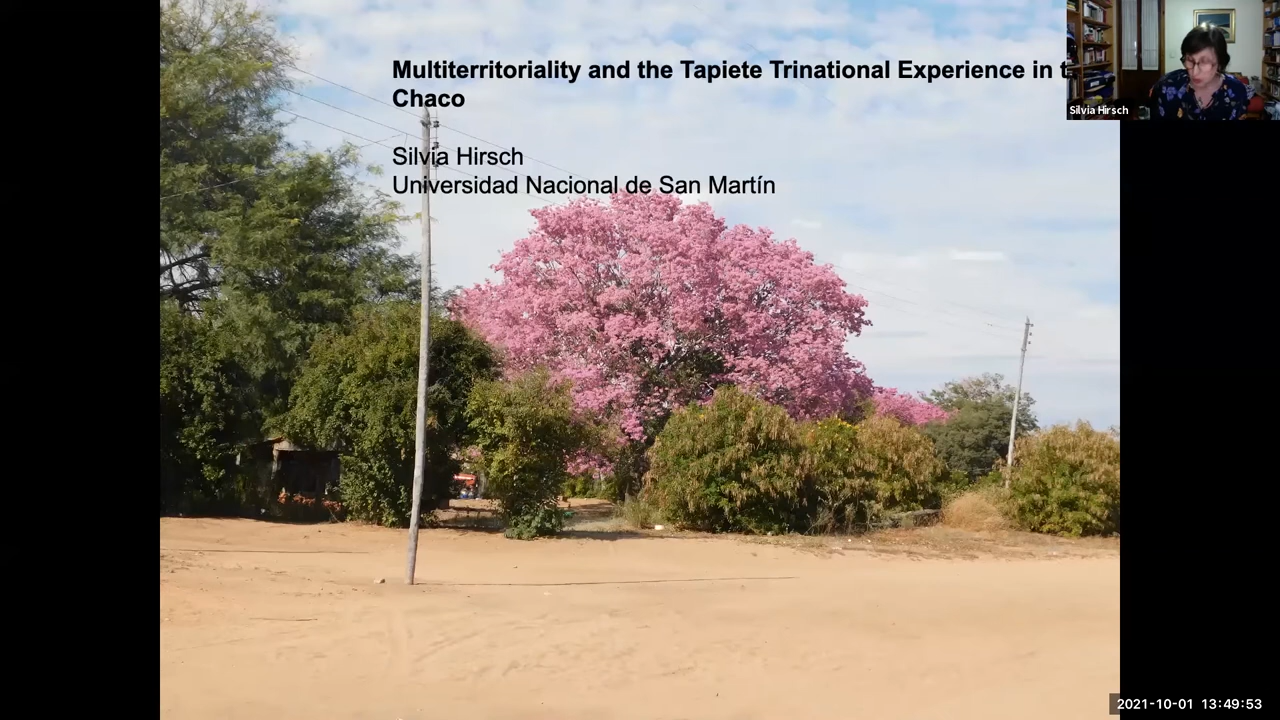 Multiterritoriality and the Tapiete Trinational Experience in
Chaco
Silvia Hirsch
Universidad Nacional de San Martín
Silvia Hirsch
2021-10-01 13:49:53